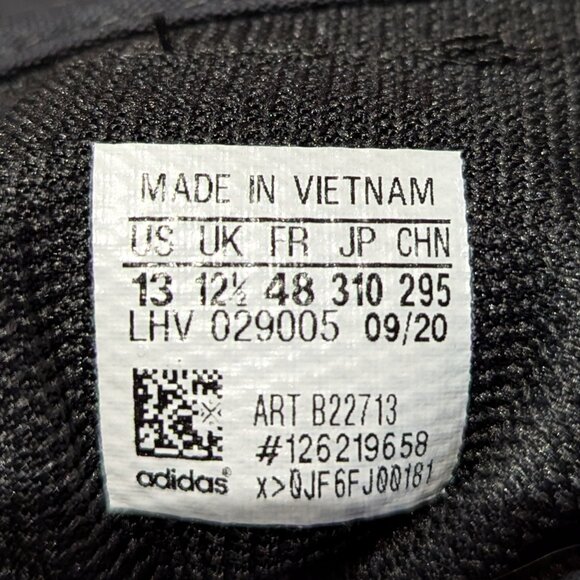 MADE IN VIETNAM
US UK FR JP CHN
13 12½ 48 310 295
LHV 029005 09/20
ART B22713
#126219658
adidas® x>0JF6FJ00181